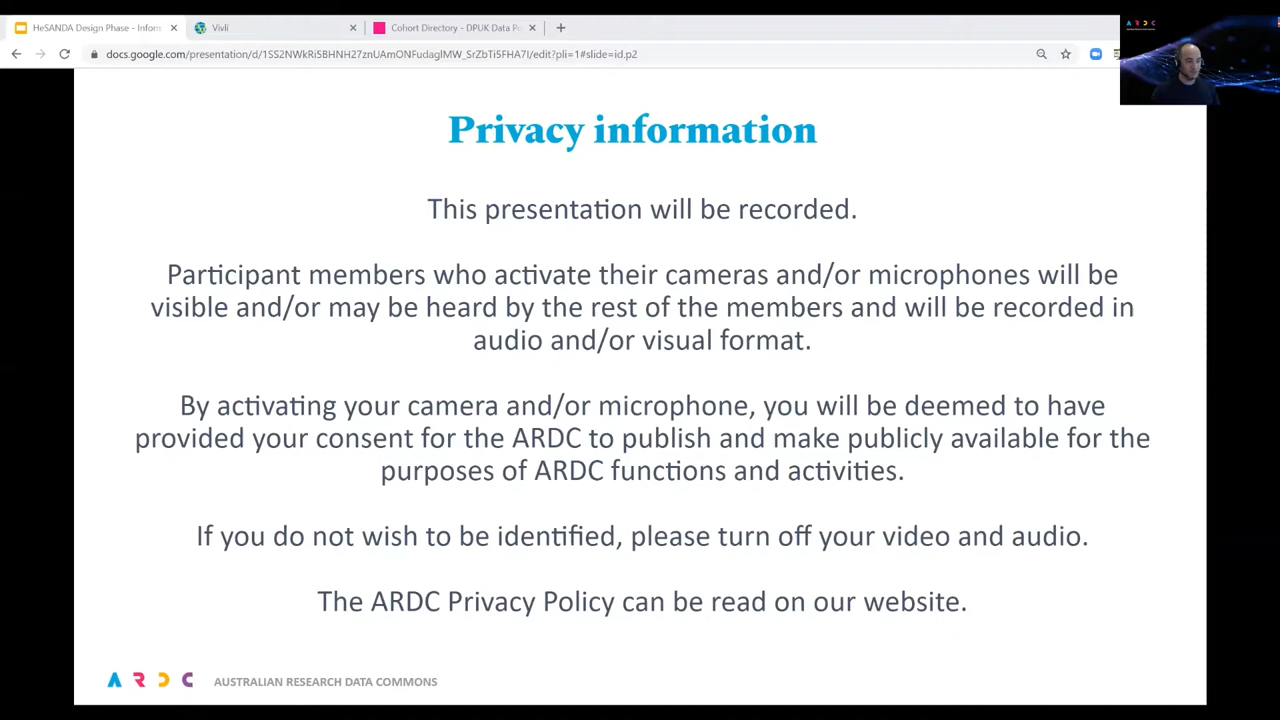 HeSANDA Design Phase - Inform
Vivli
Cohort Directory - DPUK Data Po
docs.google.com/presentation/d/1SS2NWkRi5BHNH27znUAmONFudaglMW_SrZbTi5FHA7I/edit?pli=1#slide=id.p2
ARDC
Privacy information
This presentation will be recorded.
Participant members who activate their cameras and/or microphones will be
visible and/or may be heard by the rest of the members and will be recorded in
audio and/or visual format.
By activating your camera and/or microphone, you will be deemed to have
provided your consent for the ARDC to publish and make publicly available for the
purposes of ARDC functions and activities.
If you do not wish to be identified, please turn off your video and audio.
The ARDC Privacy Policy can be read on our website.
ARDC AUSTRALIAN RESEARCH DATA COMMONS